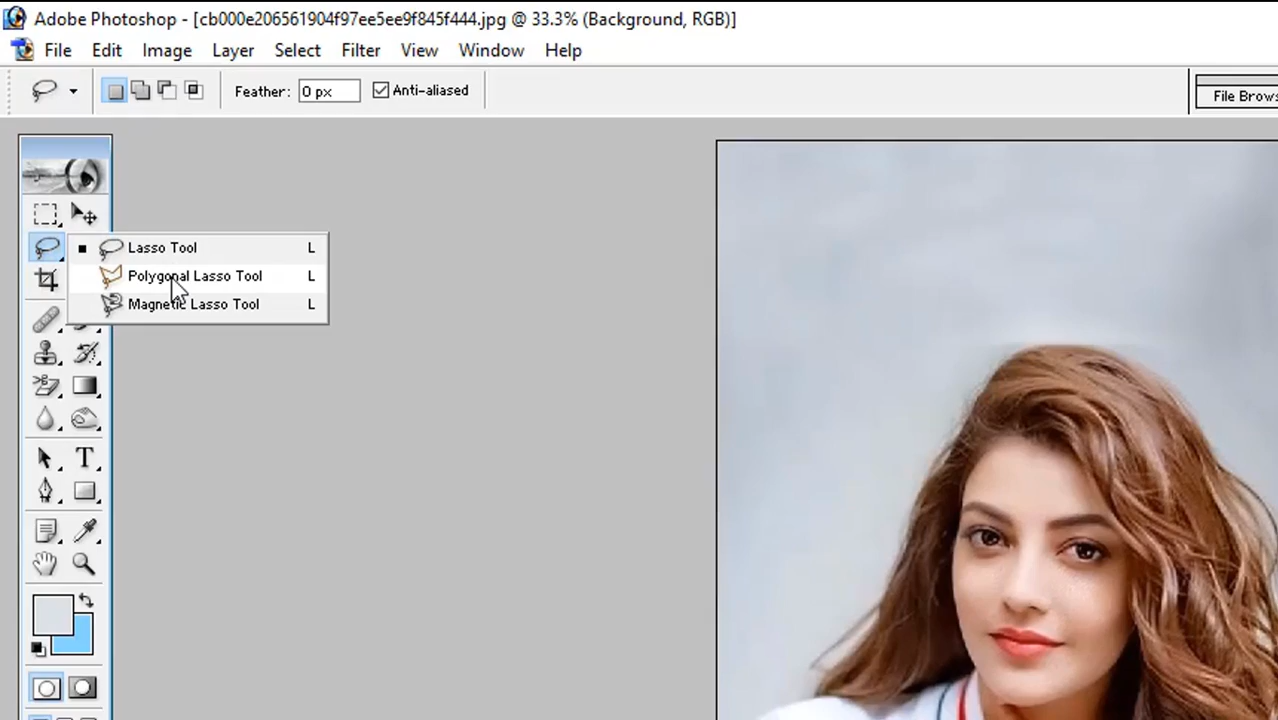 Adobe Photoshop - [cb000e206561904f97ee5ee9f845f444.jpg @ 33.3% (Background, RGB)]
File Edit Image Layer Select Filter View Window Help
Feather: 0 px Anti-aliased File Brows
Lasso Tool L
Polygonal Lasso Tool L
Magnetic Lasso Tool L
T